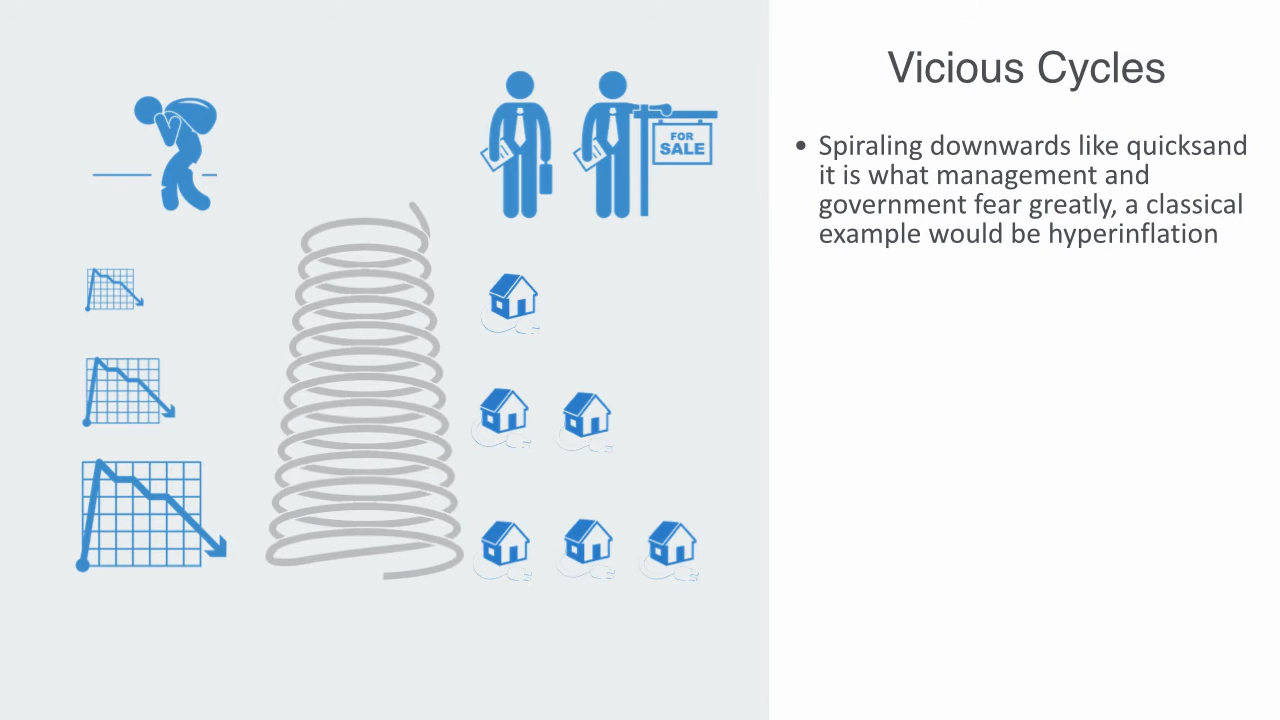 Vicious Cycles
FOR
SALE
• Spiraling downwards like quicksand
it is what management and
government fear greatly, a classical
example would be hyperinflation